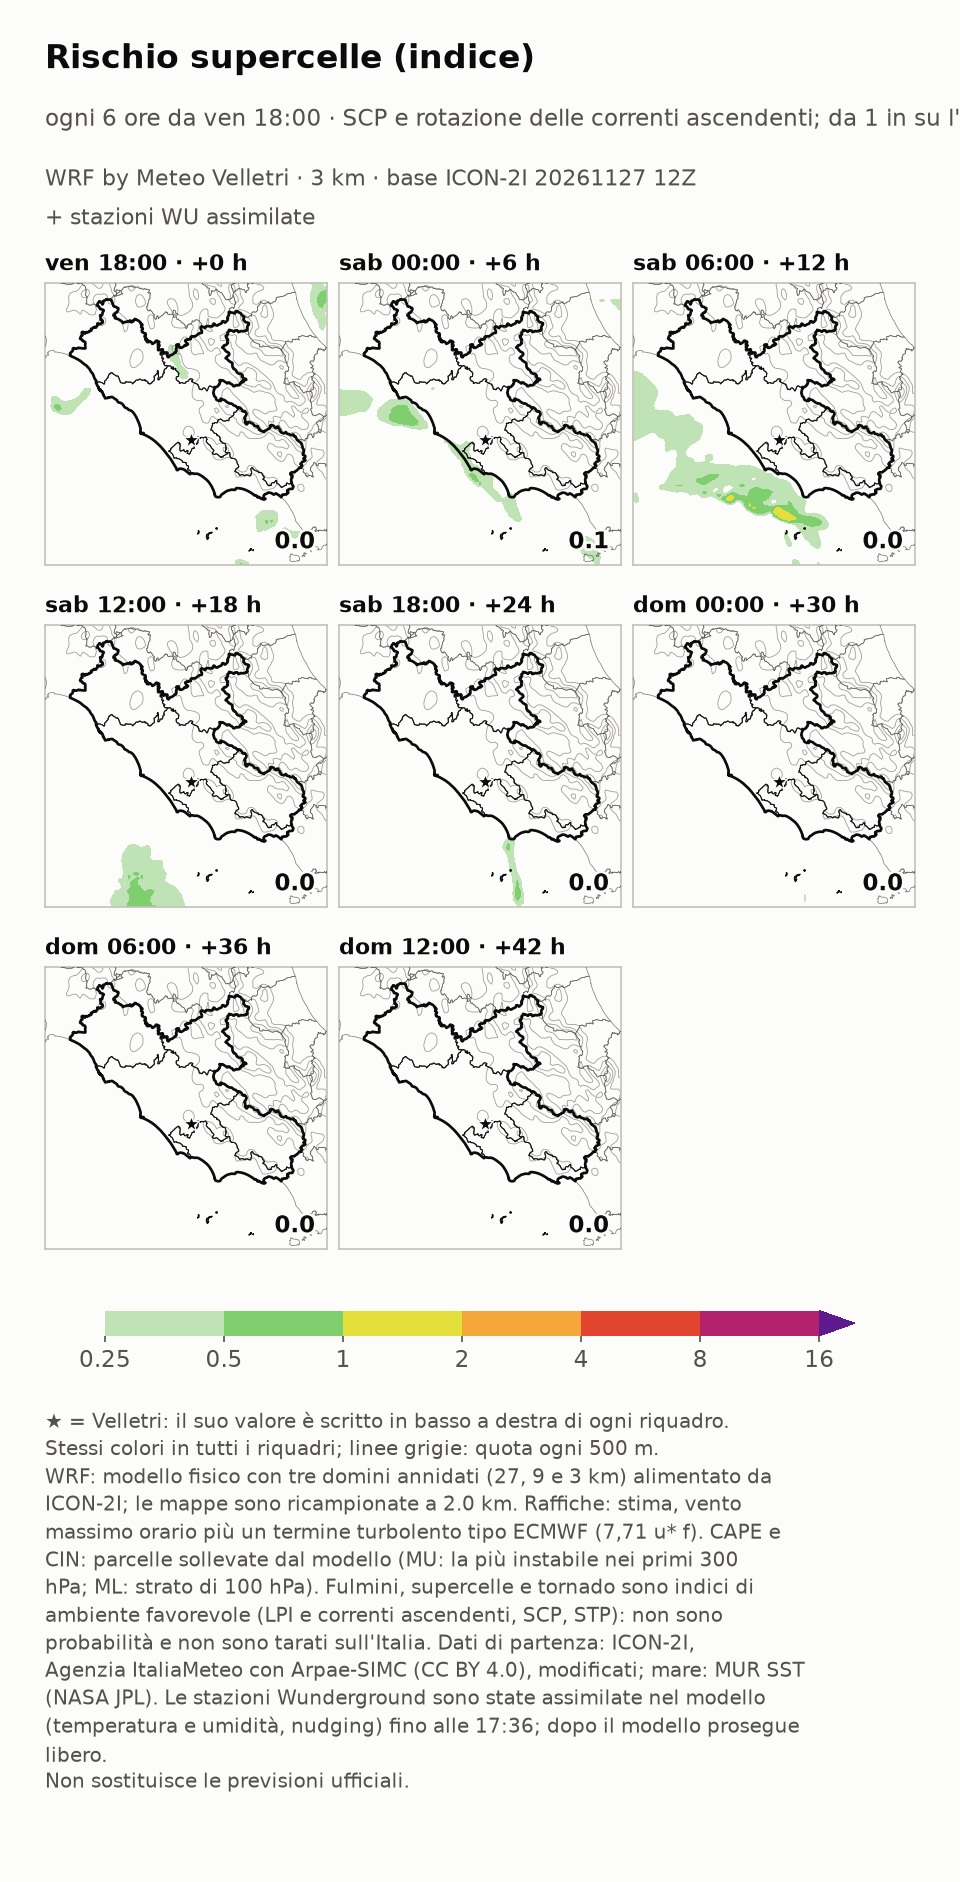 Rischio supercelle (indice)
ogni 6 ore da ven 18:00 · SCP e rotazione delle correnti ascendenti; da 1 in su l'
WRF by Meteo Velletri · 3 km · base ICON-2I 20261127 12Z
+ stazioni WU assimilate
ven 18:00 · +0 h
sab 00:00 · +6 h
sab 06:00 · +12 h
0.0
0.1
0.0
sab 12:00 · +18 h
sab 18:00 · +24 h
dom 00:00 · +30 h
0.0
0.0
0.0
dom 06:00 · +36 h
dom 12:00 · +42 h
0.0
0.0
0.25
0.5
1
2
4
8
16
★ = Velletri: il suo valore è scritto in basso a destra di ogni riquadro.
Stessi colori in tutti i riquadri; linee grigie: quota ogni 500 m.
WRF: modello fisico con tre domini annidati (27, 9 e 3 km) alimentato da
ICON-2I; le mappe sono ricampionate a 2.0 km. Raffiche: stima, vento
massimo orario più un termine turbolento tipo ECMWF (7,71 u* f). CAPE e
CIN: parcelle sollevate dal modello (MU: la più instabile nei primi 300
hPa; ML: strato di 100 hPa). Fulmini, supercelle e tornado sono indici di
ambiente favorevole (LPI e correnti ascendenti, SCP, STP): non sono
probabilità e non sono tarati sull'Italia. Dati di partenza: ICON-2I,
Agenzia ItaliaMeteo con Arpae-SIMC (CC BY 4.0), modificati; mare: MUR SST
(NASA JPL). Le stazioni Wunderground sono state assimilate nel modello
(temperatura e umidità, nudging) fino alle 17:36; dopo il modello prosegue
libero.
Non sostituisce le previsioni ufficiali.